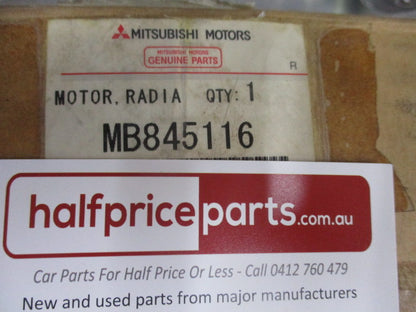 MITSUBISHI MOTORS
MITSUBISHI MOTORS
GENUINE PARTS
R
MOTOR, RADIA QTY: 1
MB845116
halfpriceparts.com.au
Car Parts For Half Price Or Less - Call 0412 760 479
New and used parts from major manufacturers